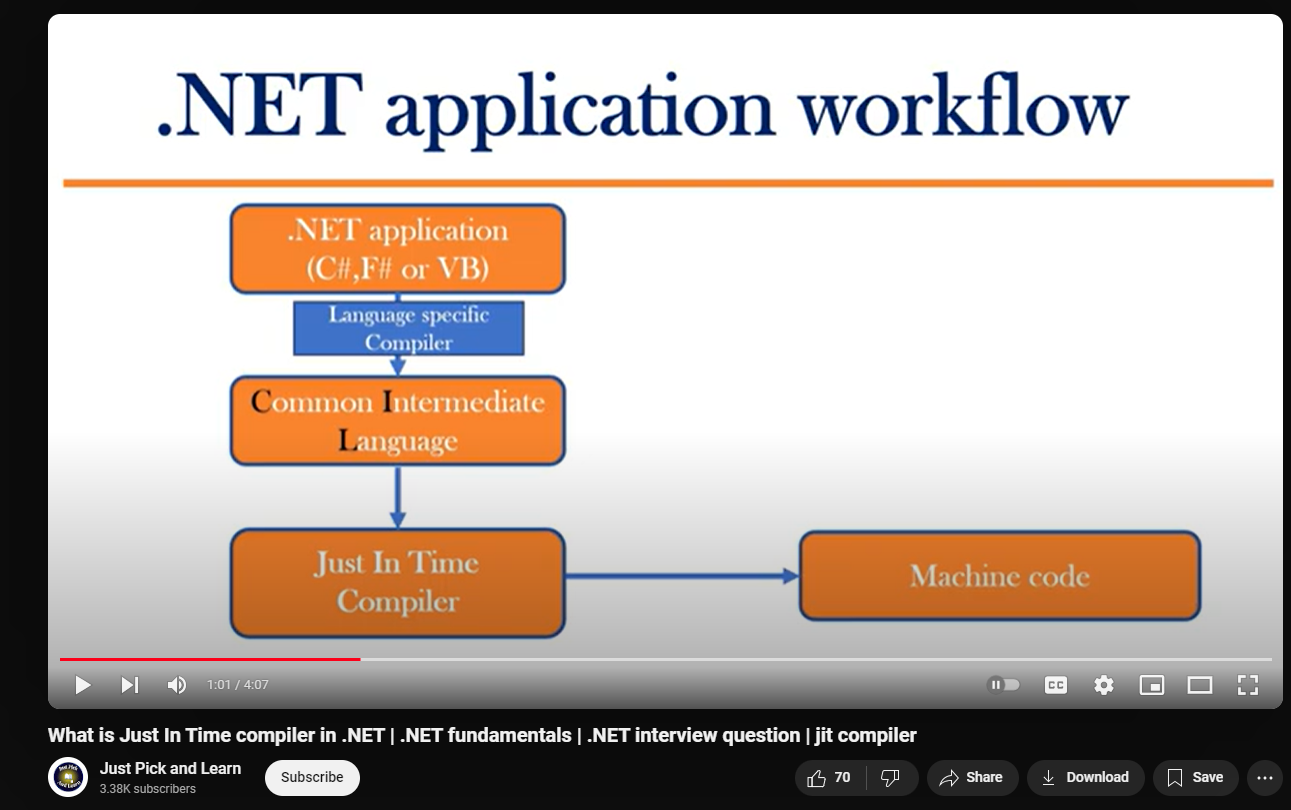 .NET application workflow
.NET application
(C#,F# or VB)
Language specific
Compiler
Common Intermediate
Language
Just In Time
Compiler
Machine code
1:01 / 4:07
CC
What is Just In Time compiler in .NET | .NET fundamentals | .NET interview question | jit compiler
Just Pick and Learn
3.38K subscribers
Subscribe
70
Share
Download
Save